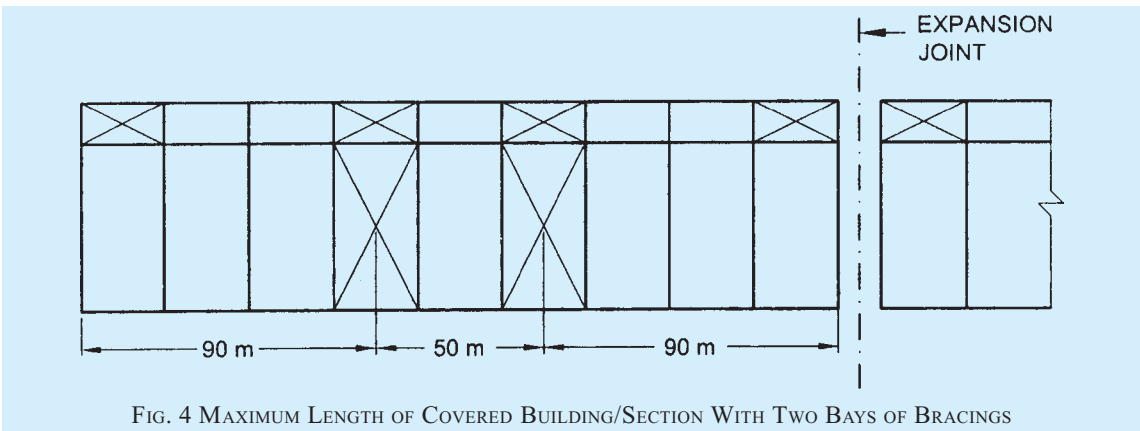 EXPANSION
JOINT
90 m
50 m
90 m
FIG. 4 MAXIMUM LENGTH OF COVERED BUILDING/SECTION WITH TWO BAYS OF BRACINGS